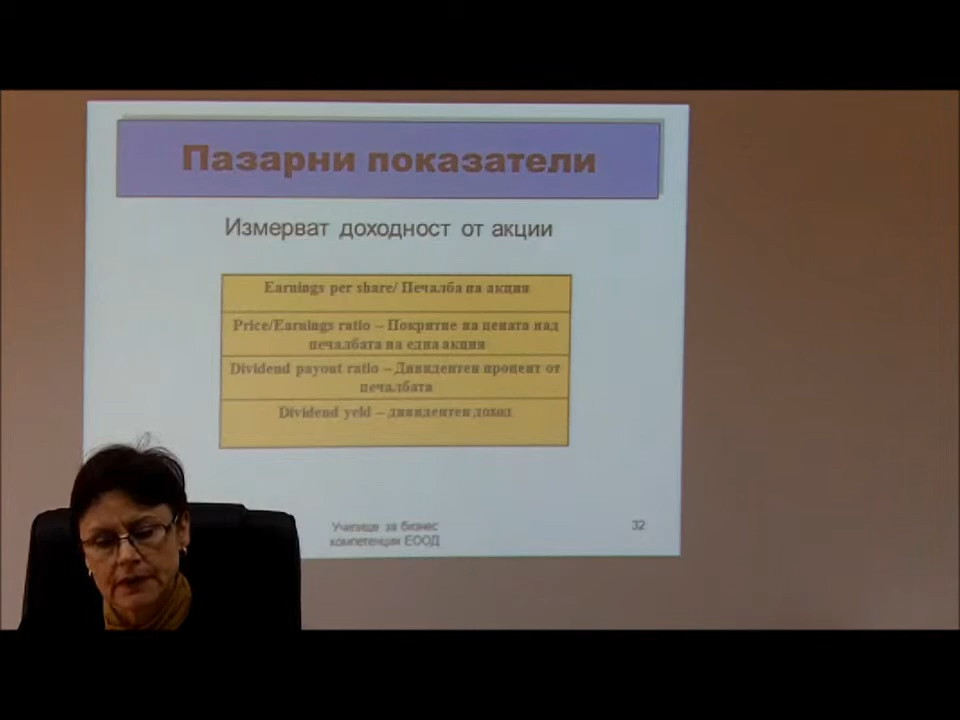 Пазарни показатели
Измерват доходност от акции
Earnings per share/ Печалба на акция
Price/Earnings ratio – Покритие на цената над
печалбата на една акция
Dividend payout ratio – Дивидентен процент от
печалбата
Dividend yeld – дивидентен доход
Училище за бизнес
компетенции ЕООД
32